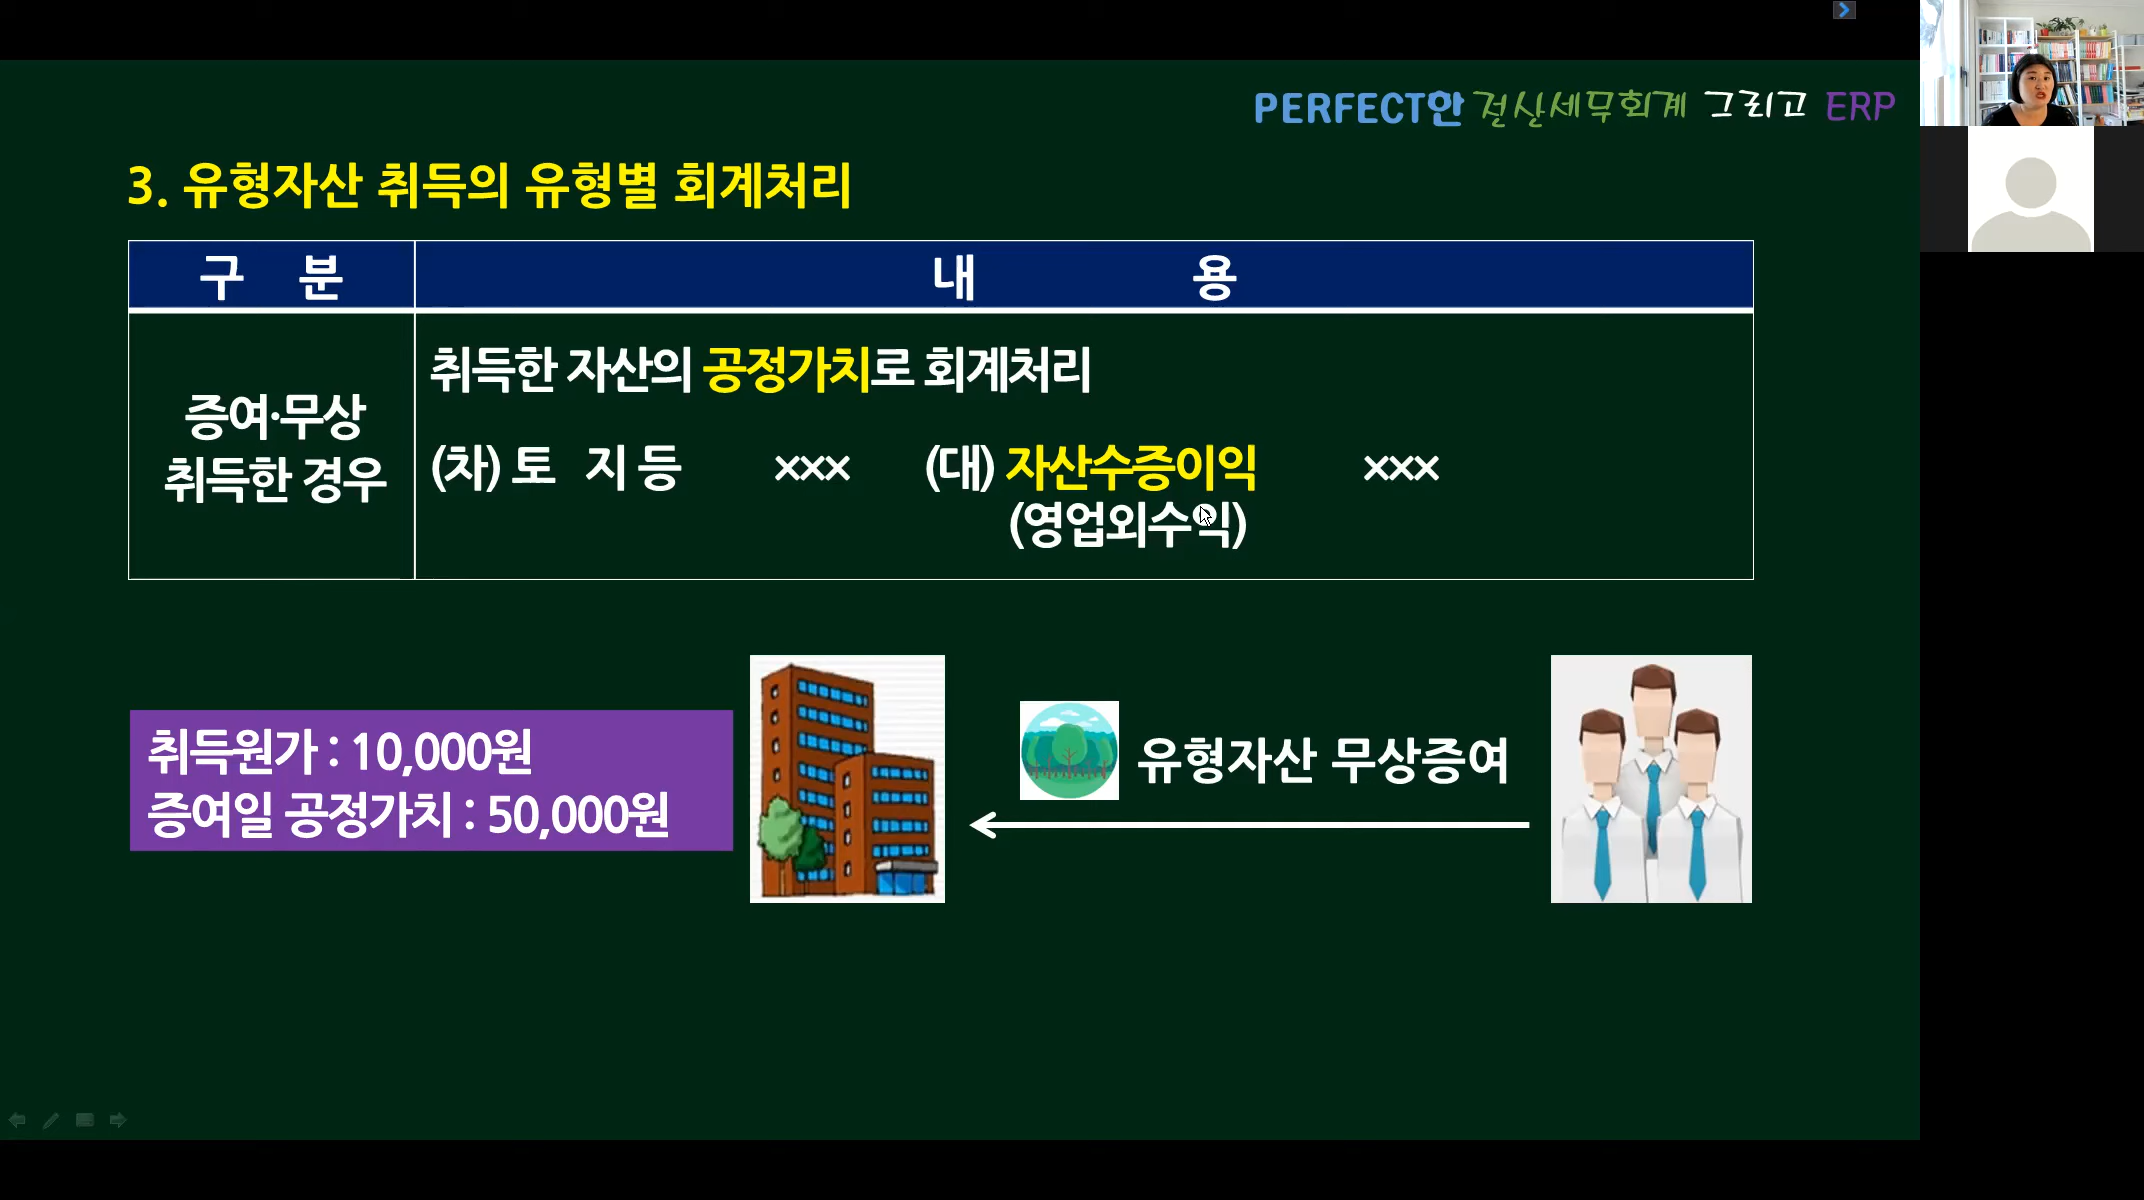 PERFECT한 전산세무회계 그리고 ERP
3. 유형자산 취득의 유형별 회계처리
구 분
내 용
증여·무상
취득한 경우
취득한 자산의 공정가치로 회계처리
(차) 토 지 등 ××× (대) 자산수증이익 ×××
(영업외수익)
취득원가 : 10,000원
증여일 공정가치 : 50,000원
유형자산 무상증여